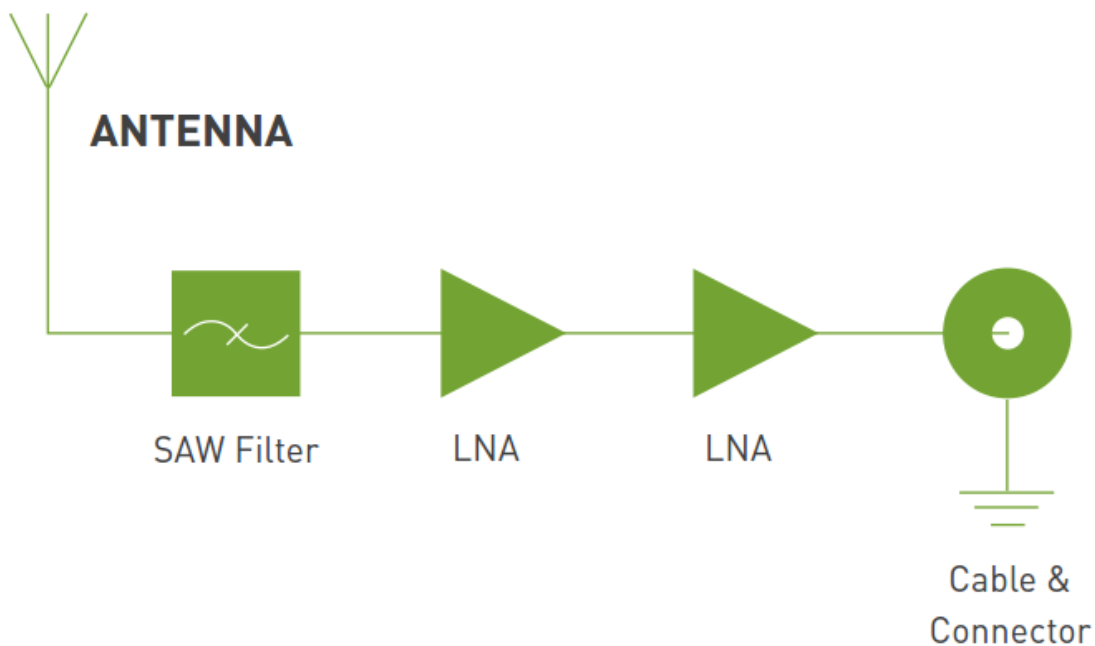 ANTENNA
SAW Filter
LNA
LNA
Cable &
Connector